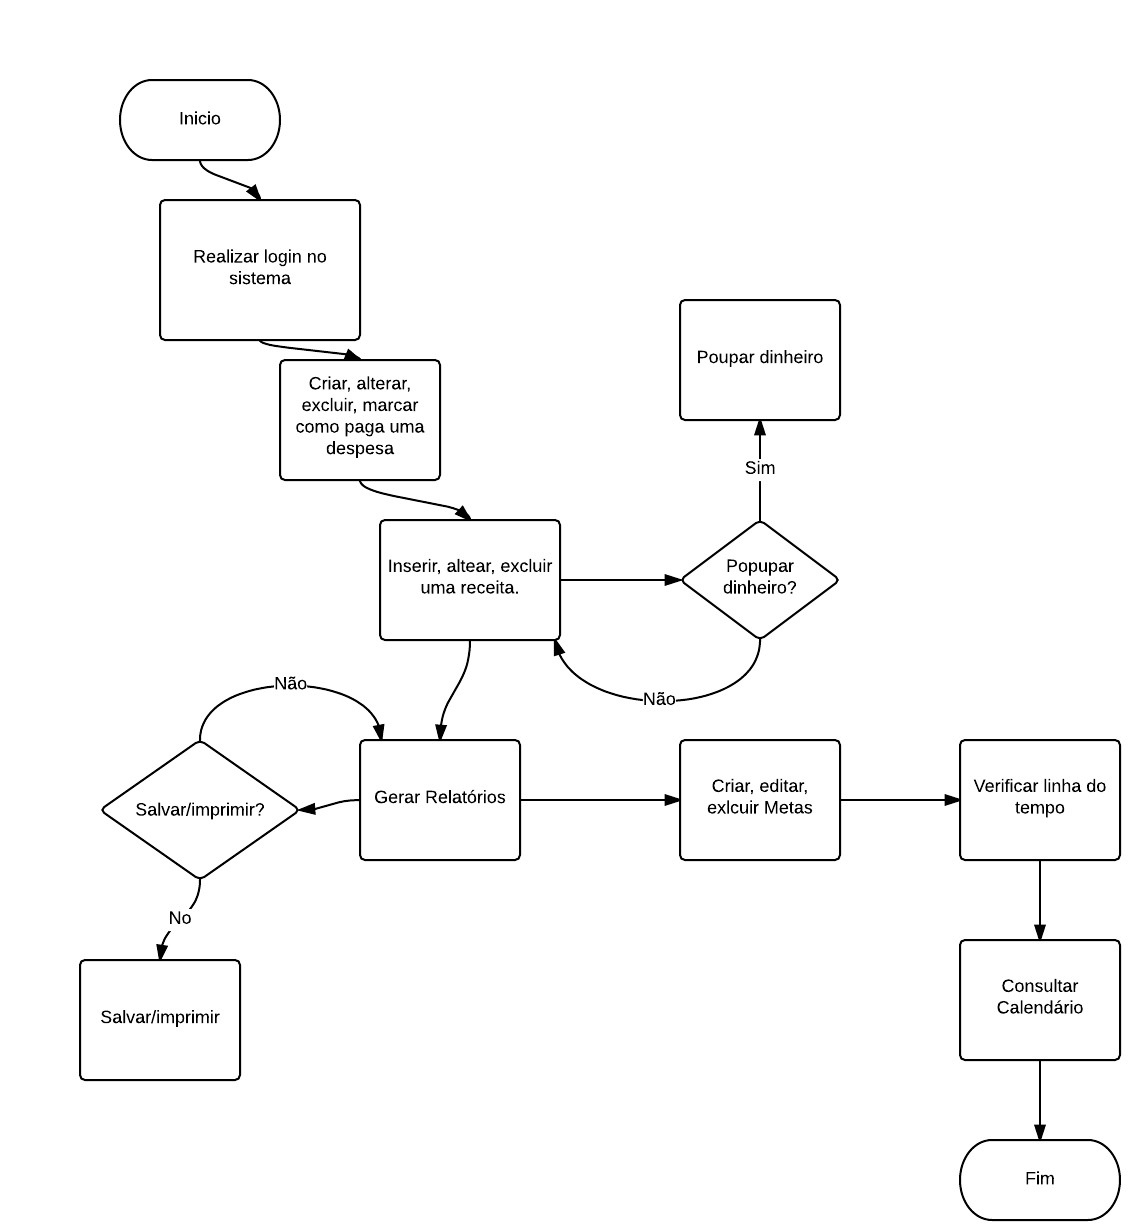 Inicio
Realizar login no
sistema
Criar, alterar,
excluir, marcar
como paga uma
despesa
Poupar dinheiro
Sim
Inserir, altear, excluir
uma receita.
Popupar
dinheiro?
Não
Não
Salvar/imprimir?
Gerar Relatórios
Criar, editar,
exlcuir Metas
Verificar linha do
tempo
No
Salvar/imprimir
Consultar
Calendário
Fim